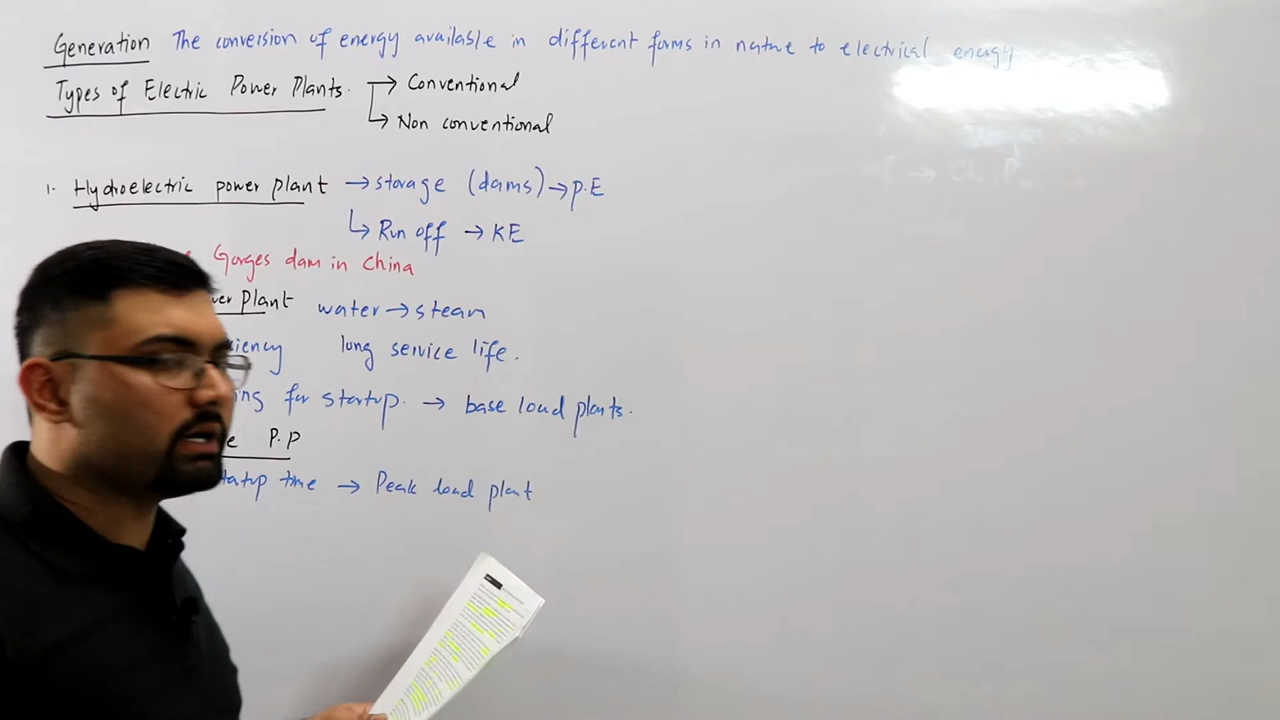 Generation The conversion of energy available in different forms in nature to electrical energy.
Types of Electric Power Plants. → Conventional
↳ Non conventional
1. Hydroelectric power plant → storage (dams) → P.E
↳ Run off → KE
Gorges dam in China
Plant water → steam
long service life.
for startup. → base load plants.
P.P
time → Peak load plant